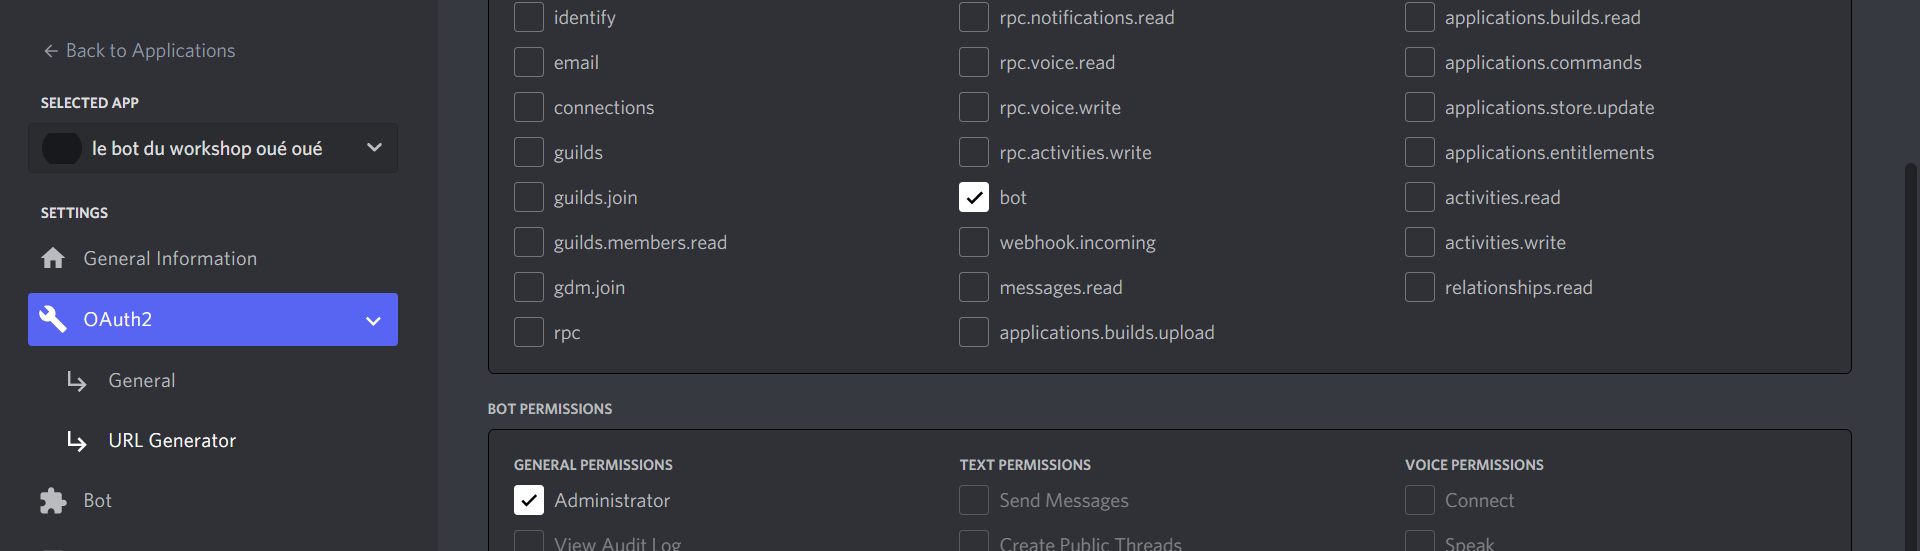 Back to Applications
SELECTED APP
le bot du workshop oué oué
SETTINGS
General Information
OAuth2
General
URL Generator
Bot
identify
email
connections
guilds
guilds.join
guilds.members.read
gdm.join
rpc
rpc.notifications.read
rpc.voice.read
rpc.voice.write
rpc.activities.write
bot
webhook.incoming
messages.read
applications.builds.upload
applications.builds.read
applications.commands
applications.store.update
applications.entitlements
activities.read
activities.write
relationships.read
BOT PERMISSIONS
GENERAL PERMISSIONS
Administrator
View Audit Log
TEXT PERMISSIONS
Send Messages
Create Public Threads
VOICE PERMISSIONS
Connect
Speak